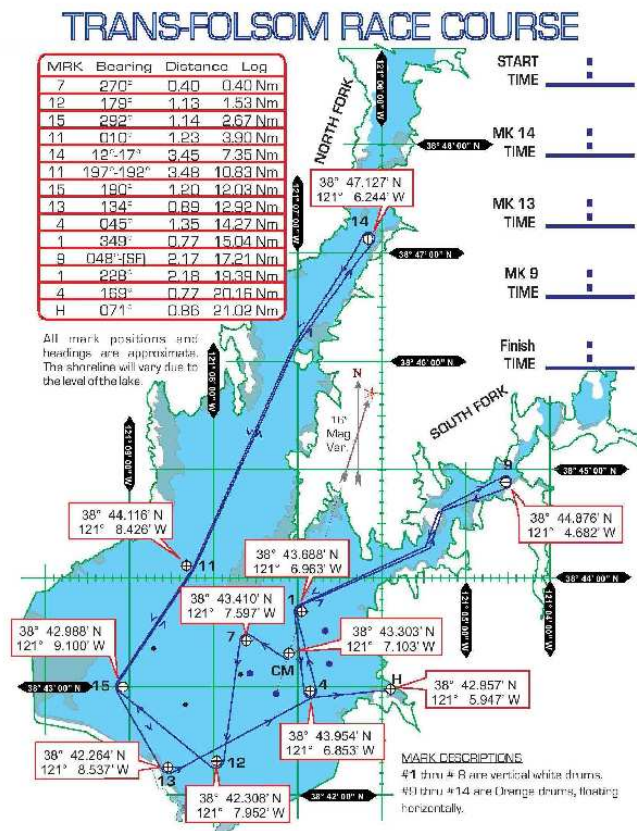 TRANS-FOLSOM RACE COURSE
MRK Bearing Distance Log
7 270° 0.40 0.40 Nm
12 179° 1.13 1.53 Nm
15 292° 1.14 2.67 Nm
11 010° 1.23 3.90 Nm
14 12°-17° 3.45 7.35 Nm
11 197°-192° 3.48 10.83 Nm
15 190° 1.20 12.03 Nm
13 134° 0.89 12.92 Nm
4 045° 1.35 14.27 Nm
1 349° 0.77 15.04 Nm
9 048°-(SF) 2.17 17.21 Nm
1 228° 2.18 19.39 Nm
4 169° 0.77 20.16 Nm
H 071° 0.86 21.02 Nm
All mark positions and
headings are approximate.
The shoreline will vary due to
the level of the lake.
START
TIME
MK 14
TIME
MK 13
TIME
MK 9
TIME
Finish
TIME
NORTH FORK
121° 06' 00" W
38° 48' 00" N
38° 47.127' N
121° 6.244' W
121° 07' 00" W
14
38° 47' 00" N
38° 46' 00" N
121° 08' 00" W
N
16°
Mag
Var.
SOUTH FORK
121° 09' 00" W
9
38° 45' 00" N
38° 44.976' N
121° 4.682' W
38° 44.116' N
121° 8.426' W
11
38° 43.688' N
121° 6.963' W
38° 44' 00" N
38° 43.410' N
121° 7.597' W
1
121° 05' 00" W
121° 04' 00" W
7
38° 42.988' N
121° 9.100' W
38° 43.303' N
121° 7.103' W
CM
38° 43' 00" N
15
4
H
38° 42.957' N
121° 5.947' W
38° 43.954' N
121° 6.853' W
38° 42.264' N
121° 8.537' W
13
12
38° 42.308' N
121° 7.952' W
38° 42' 00" N
MARK DESCRIPTIONS
#1 thru # 8 are vertical white drums.
#9 thru #14 are Orange drums, floating
horizontally.